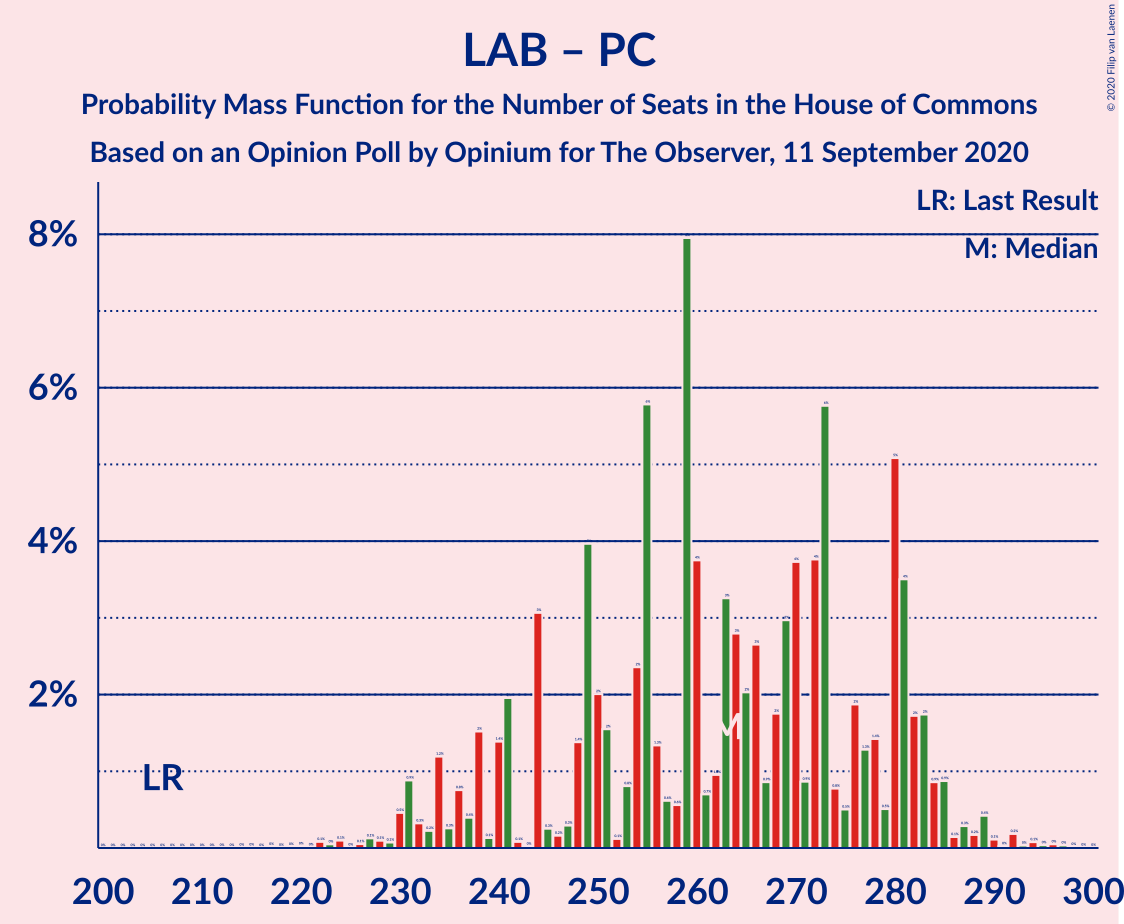 LAB – PC
Probability Mass Function for the Number of Seats in the House of Commons
Based on an Opinion Poll by Opinium for The Observer, 11 September 2020
© 2020 Filip van Laenen
LR: Last Result
M: Median
8%
6%
4%
2%
LR
M
200 210 220 230 240 250 260 270 280 290 300